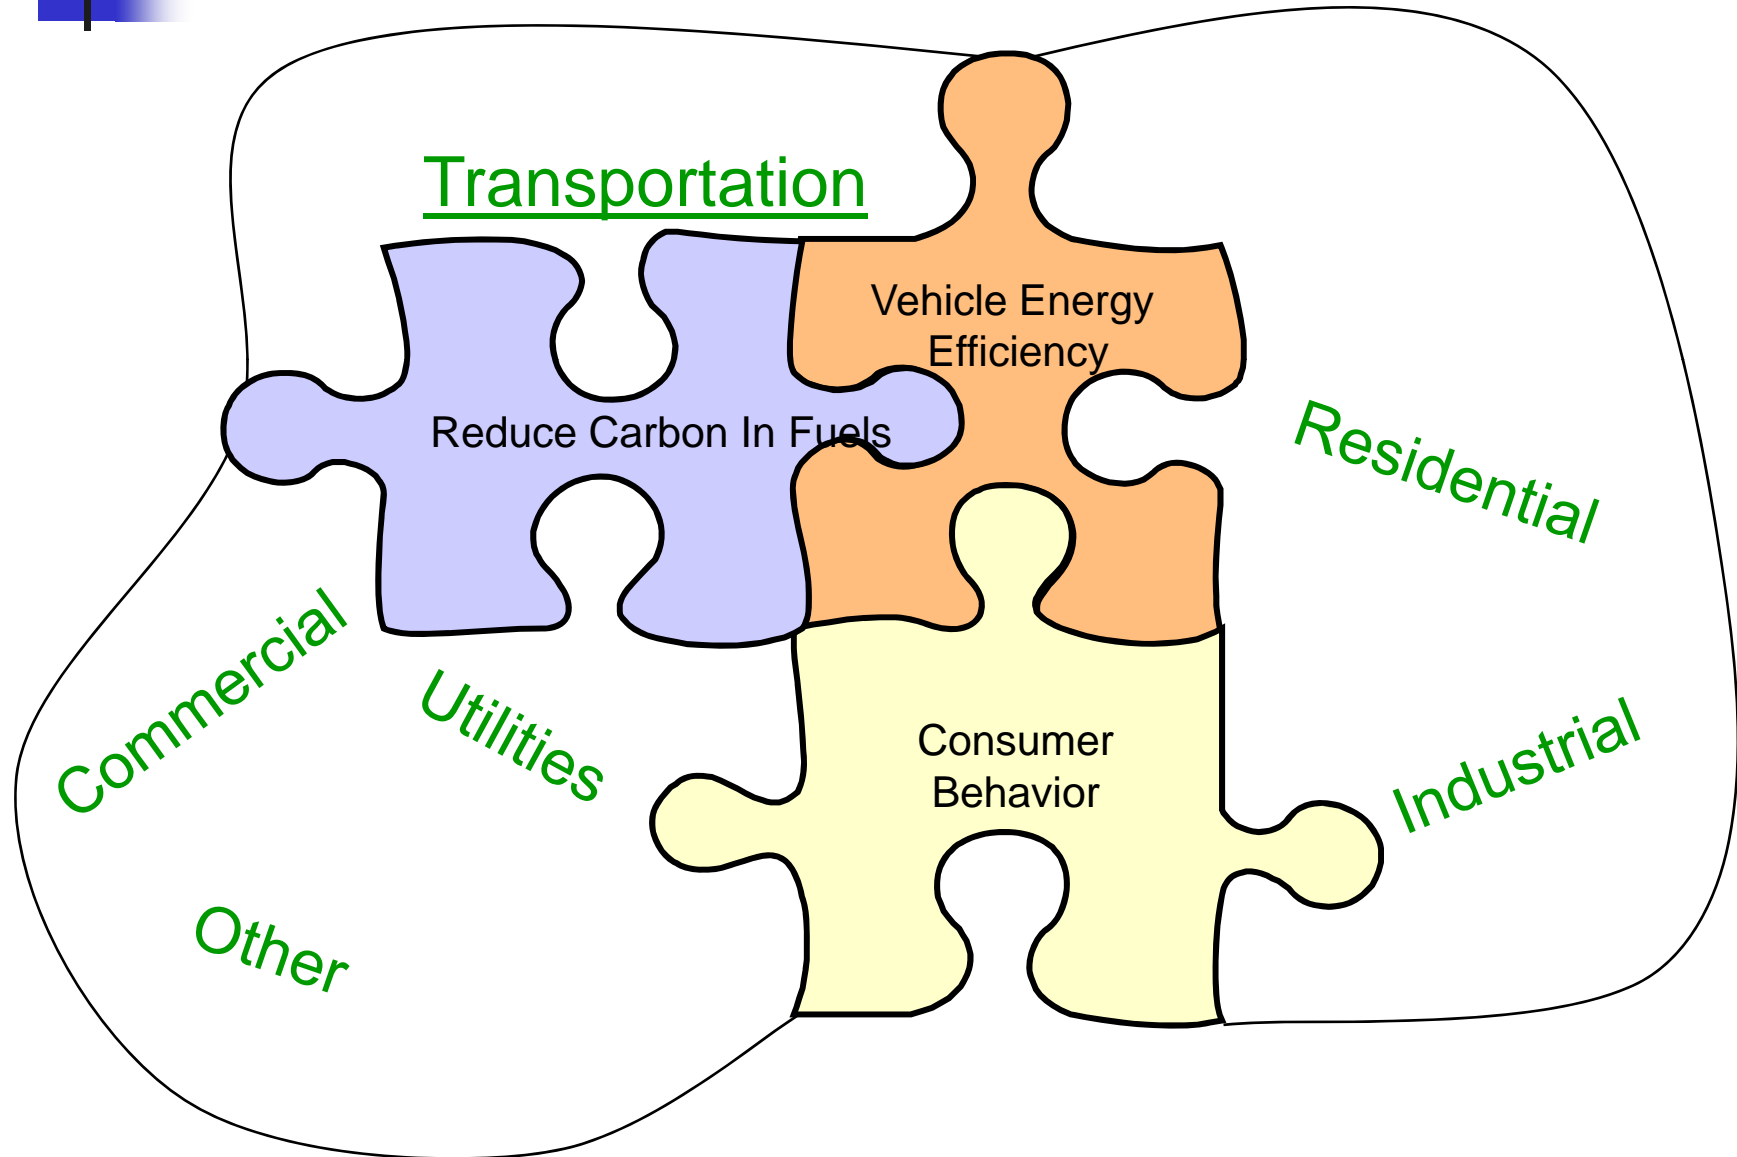 Transportation
Vehicle Energy
Efficiency
Reduce Carbon In Fuels
Residential
Commercial
Utilities
Consumer
Behavior
Industrial
Other